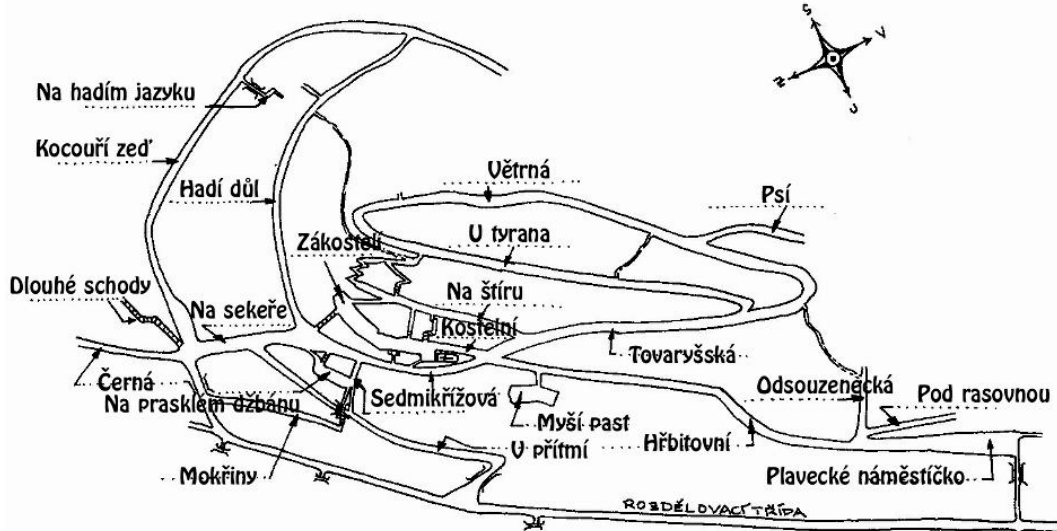 S
V
Z
J
Na hadím jazyku
Kocouří zeď
Hadí důl
Větrná
Psí
U tyrana
Zákostelí
Dlouhé schody
Na sekeře
Na štíru
Kostelní
Tovaryšská
Černá
Na prasklém džbánu
Sedmikřížová
Odsouzenecká
Pod rasovnou
Myší past
Hřbitovní
V přítmí
Mokřiny
Plavecké náměstíčko
ROZDĚLOVACÍ TŘÍDA